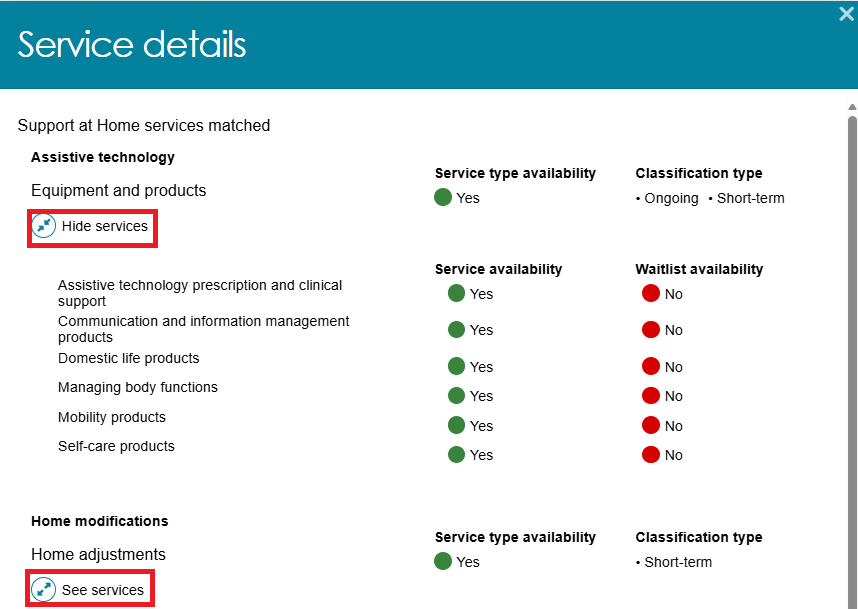 Service details
Support at Home services matched
Assistive technology
Service type availability
Classification type
Equipment and products
Yes
• Ongoing • Short-term
Hide services
Service availability
Waitlist availability
Assistive technology prescription and clinical
support
Yes
No
Communication and information management
products
Yes
No
Domestic life products
Yes
No
Managing body functions
Yes
No
Mobility products
Yes
No
Self-care products
Yes
No
Home modifications
Service type availability
Classification type
Home adjustments
Yes
• Short-term
See services